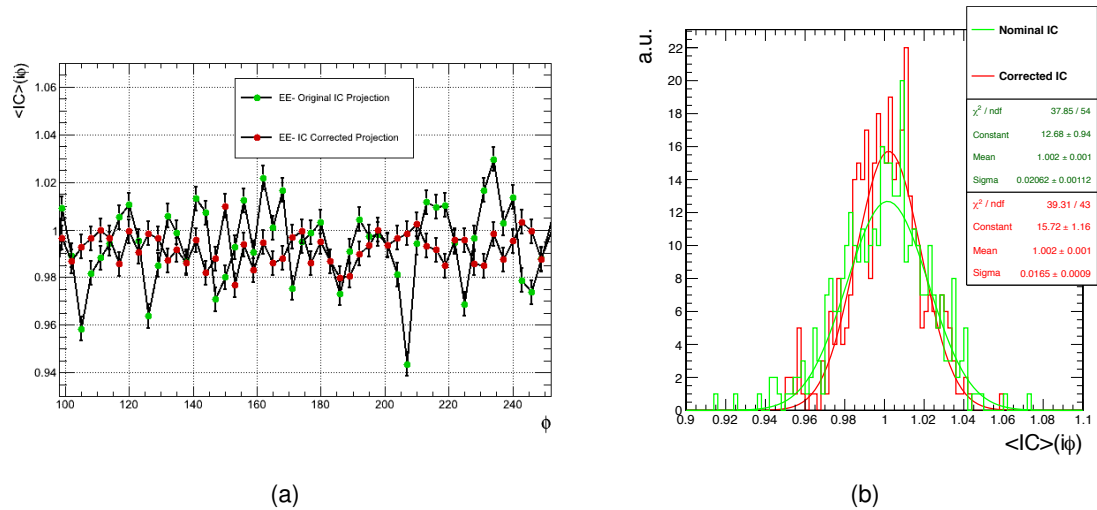 <IC>(iϕ)
1.06
1.04
1.02
1
0.98
0.96
0.94
EE- Original IC Projection
EE- IC Corrected Projection
100 120 140 160 180 200 220 240
ϕ
(a)
a.u.
22
20
18
16
14
12
10
8
6
4
2
0
0.9 0.92 0.94 0.96 0.98 1 1.02 1.04 1.06 1.08 1.1
<IC>(iϕ)
Nominal IC
Corrected IC
χ² / ndf 37.85 / 54
Constant 12.68 ± 0.94
Mean 1.002 ± 0.001
Sigma 0.02062 ± 0.00112
χ² / ndf 39.31 / 43
Constant 15.72 ± 1.16
Mean 1.002 ± 0.001
Sigma 0.0165 ± 0.0009
(b)